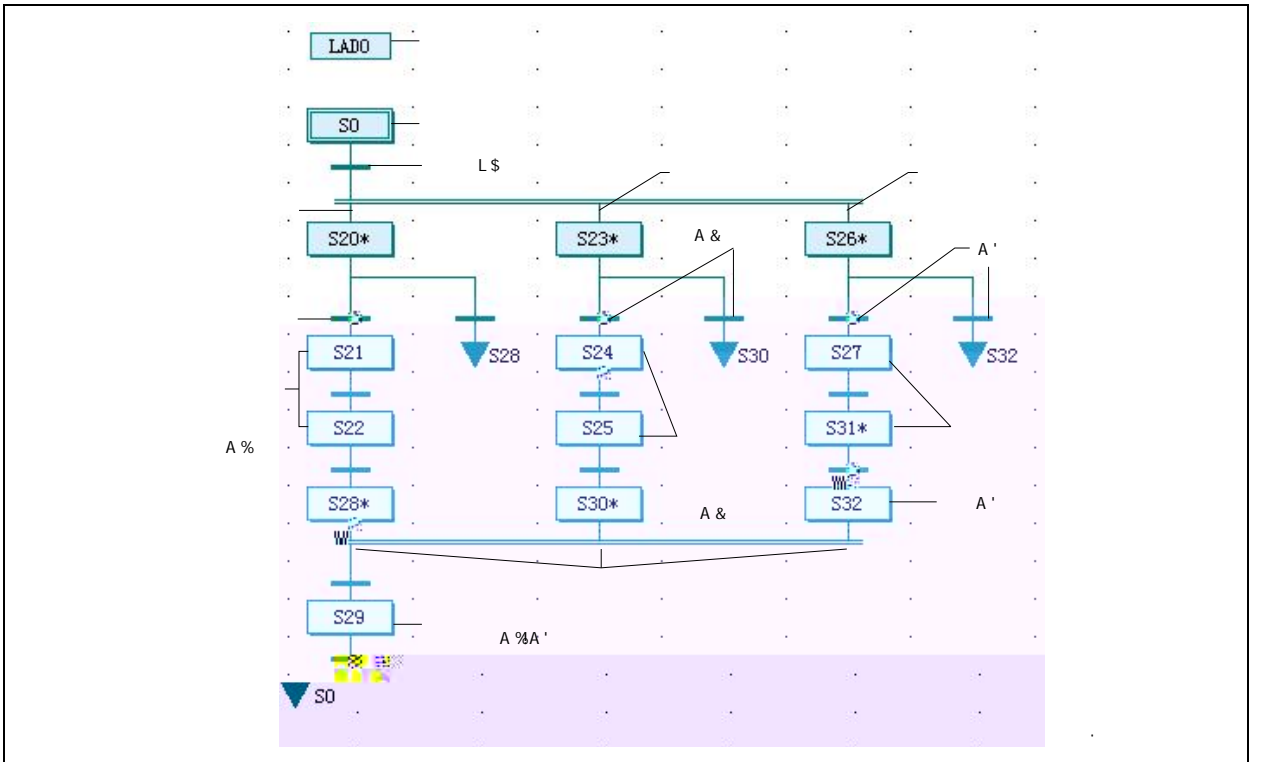 LAD0
S0
L$
S20* S23* A& S26* A'
S21 S28 S24 S30 S27 S32
S22 S25 S31*
A%
S28* S30* S32 A'
A&
S29
A%A'
S0